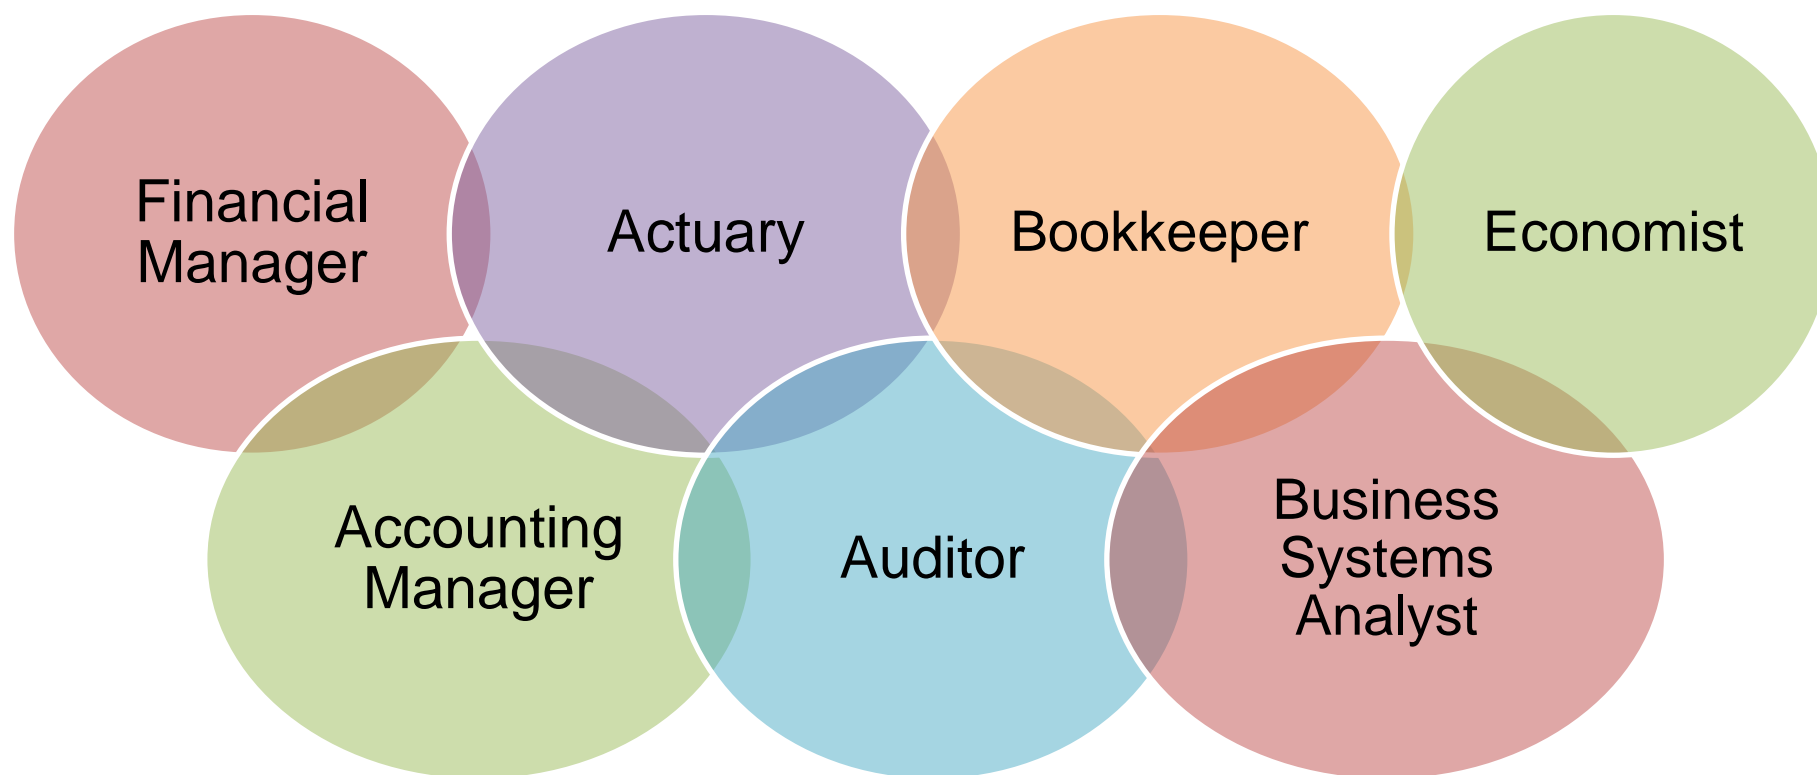 Financial
Manager
Actuary
Bookkeeper
Economist
Accounting
Manager
Auditor
Business
Systems
Analyst